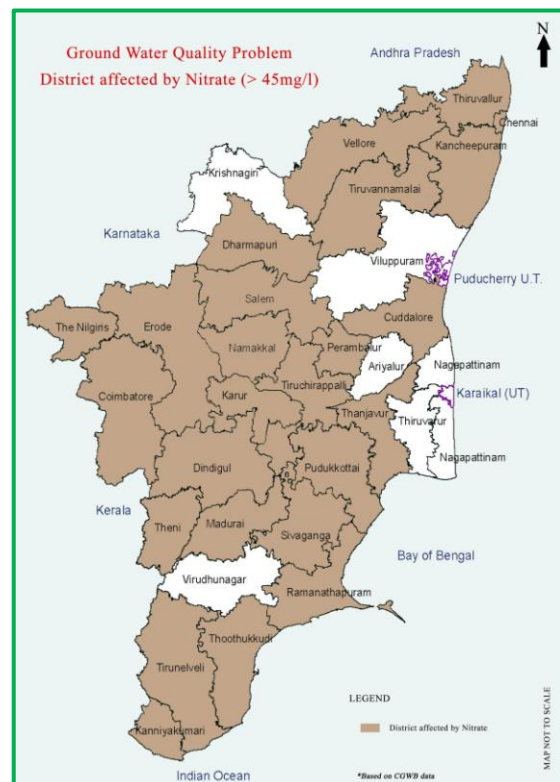 Ground Water Quality Problem
District affected by Nitrate (> 45mg/l)
Andhra Pradesh
N
Thiruvallur
Chennai
Vellore
Kancheepuram
Krishnagiri
Tiruvannamalai
Karnataka
Dharmapuri
Viluppuram
Puducherry U.T.
Salem
Cuddalore
The Nilgiris
Erode
Namakkal
Perambalur
Ariyalur
Nagapattinam
Coimbatore
Karur
Tiruchirappalli
Karaikal (UT)
Thanjavur
Thiruvarur
Nagapattinam
Dindigul
Pudukkottai
Kerala
Theni
Madurai
Sivaganga
Bay of Bengal
Virudhunagar
Ramanathapuram
Thoothukkudi
Tirunelveli
LEGEND
District affected by Nitrate
Kanniyakumari
Indian Ocean
*Based on CGWB data
MAP NOT TO SCALE